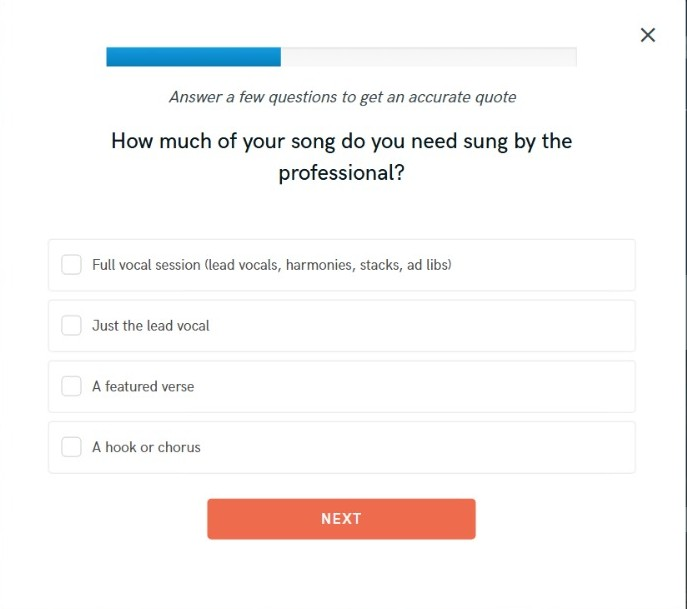 Answer a few questions to get an accurate quote
How much of your song do you need sung by the
professional?
Full vocal session (lead vocals, harmonies, stacks, ad libs)
Just the lead vocal
A featured verse
A hook or chorus
NEXT